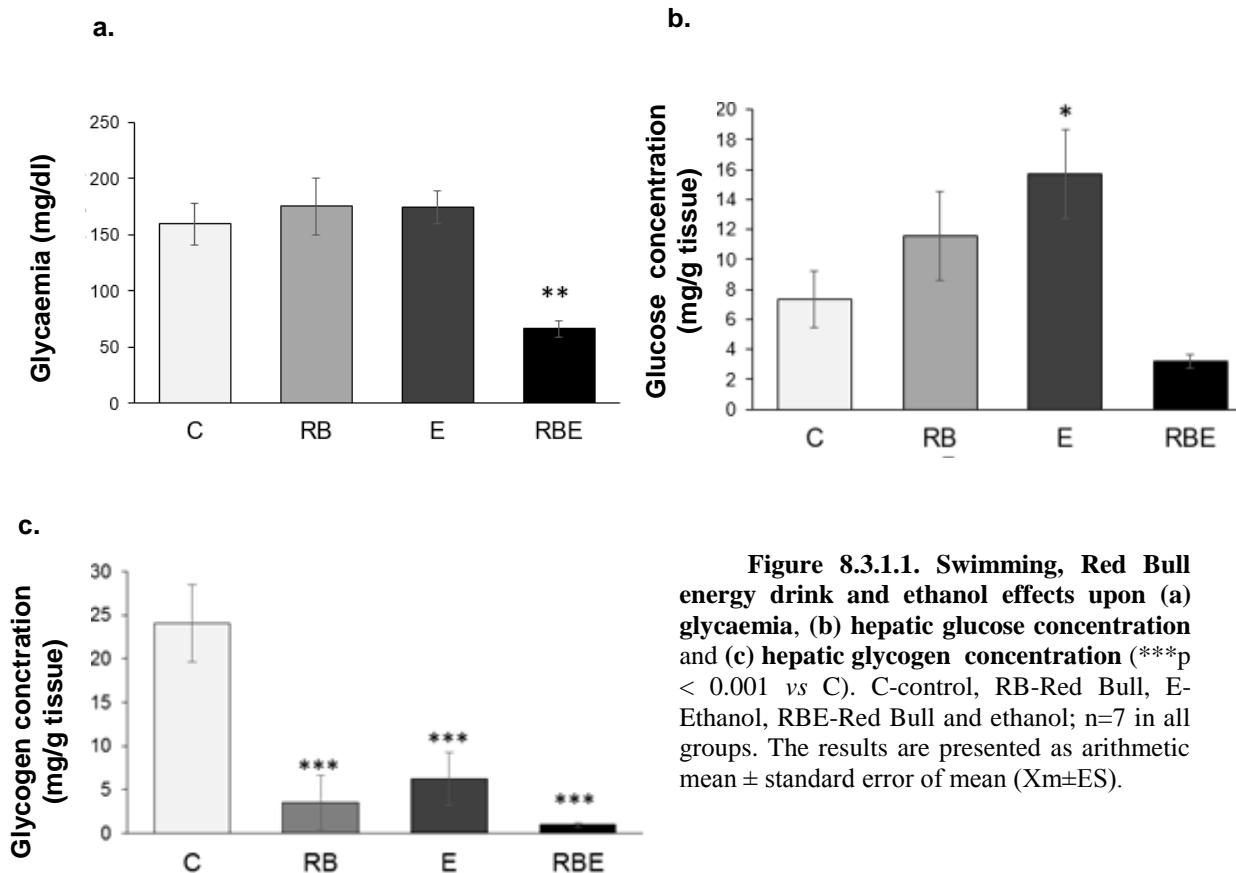 a.
Glycaemia (mg/dl)
250
200
150
100
50
0
**
C RB E RBE
b.
Glucose concentration
(mg/g tissue)
20
18
16
14
12
10
8
6
4
2
0
*
C RB E RBE
c.
Glycogen conctration
(mg/g tissue)
30
25
20
15
10
5
0
*** *** ***
C RB E RBE
Figure 8.3.1.1. Swimming, Red Bull
energy drink and ethanol effects upon (a)
glycaemia, (b) hepatic glucose concentration
and (c) hepatic glycogen concentration (***p
< 0.001 vs C). C-control, RB-Red Bull, E-
Ethanol, RBE-Red Bull and ethanol; n=7 in all
groups. The results are presented as arithmetic
mean ± standard error of mean (Xm±ES).